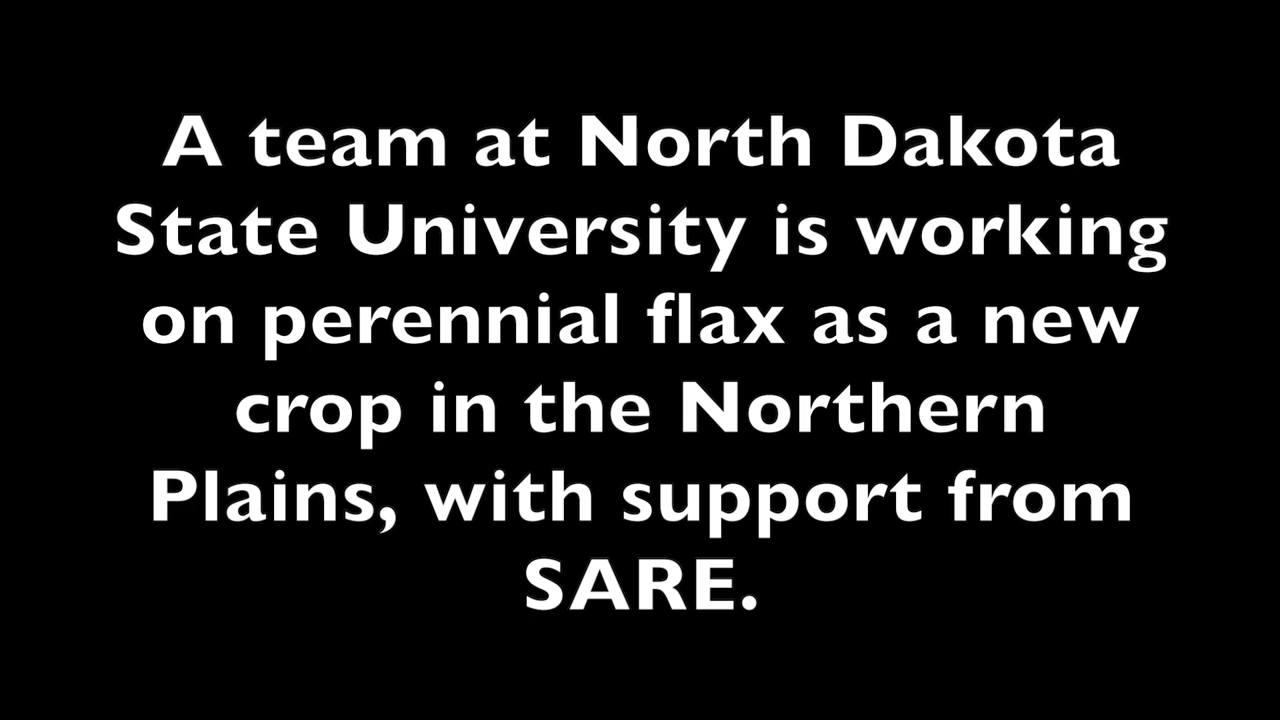 A team at North Dakota
State University is working
on perennial flax as a new
crop in the Northern
Plains, with support from
SARE.